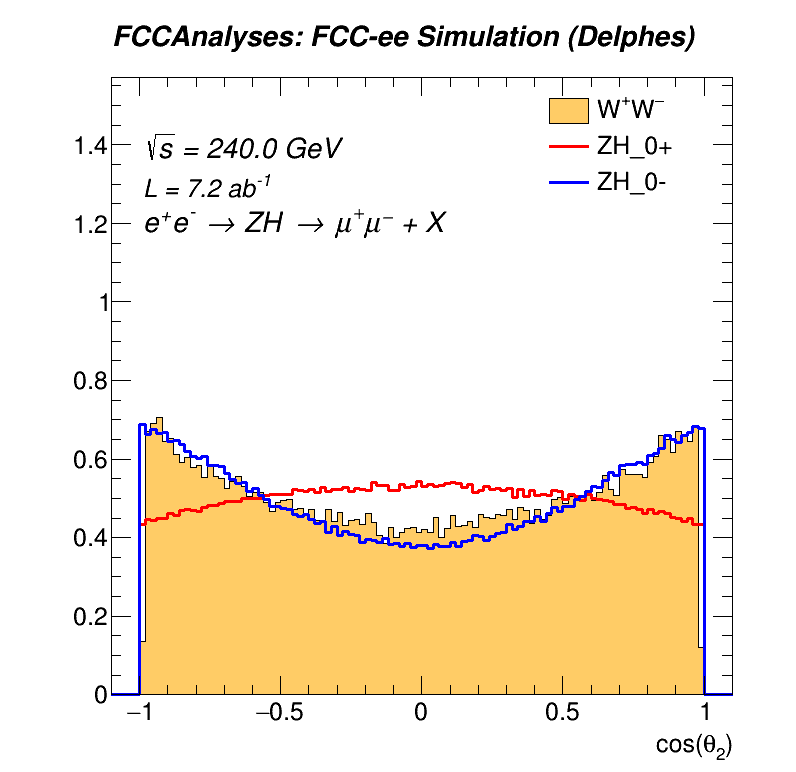 FCCAnalyses: FCC-ee Simulation (Delphes)
√s = 240.0 GeV
L = 7.2 ab⁻¹
e⁺e⁻ → ZH → μ⁺μ⁻ + X
W⁺W⁻
ZH_0+
ZH_0-
1.4
1.2
1
0.8
0.6
0.4
0.2
0
−1
−0.5
0
0.5
1
cos(θ₂)